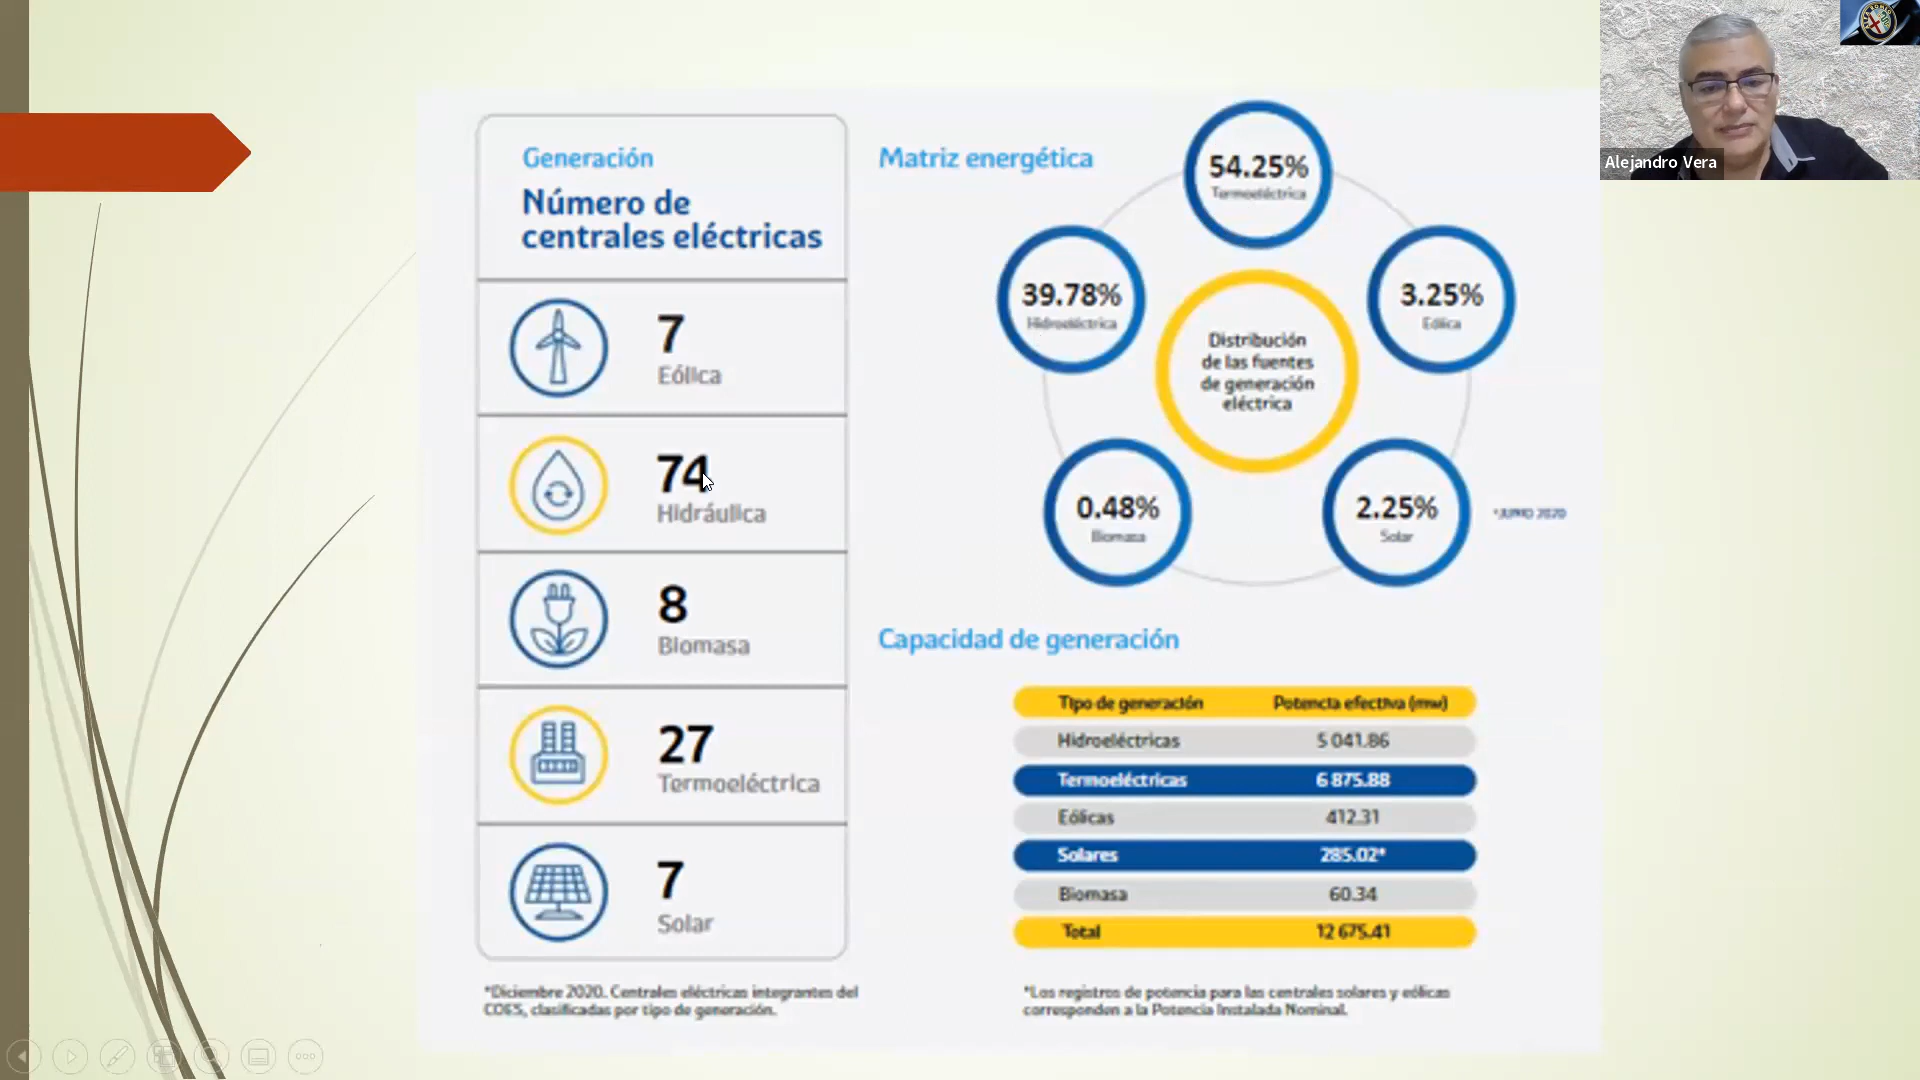 Generación
Número de
centrales eléctricas
7
Eólica
74
Hidráulica
8
Biomasa
27
Termoeléctrica
7
Solar
*Diciembre 2020. Centrales eléctricas integrantes del
COES, clasificadas por tipo de generación.
Matriz energética
54.25%
Termoeléctrica
39.78%
Hidroeléctrica
3.25%
Eólica
Distribución
de las fuentes
de generación
eléctrica
0.48%
Biomasa
2.25%
Solar
*JUNIO 2020
Capacidad de generación
Tipo de generación Potencia efectiva (mw)
Hidroeléctricas 5 041.86
Termoeléctricas 6 875.88
Eólicas 412.31
Solares 285.02*
Biomasa 60.34
Total 12 675.41
*Los registros de potencia para las centrales solares y eólicas
corresponden a la Potencia Instalada Nominal.
Alejandro Vera